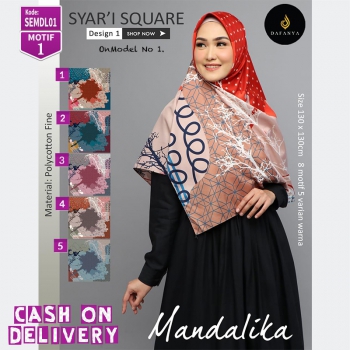 Kode:
SEMDL01
MOTIF
1
SYAR'I SQUARE
Design 1 SHOP NOW
OnModel No 1.
DAFANYA
1
2
3
4
5
Material: Polycotton Fine
Size 130 x 130cm 8 motif 5 varian warna
CASH ON
DELIVERY
Mandalika